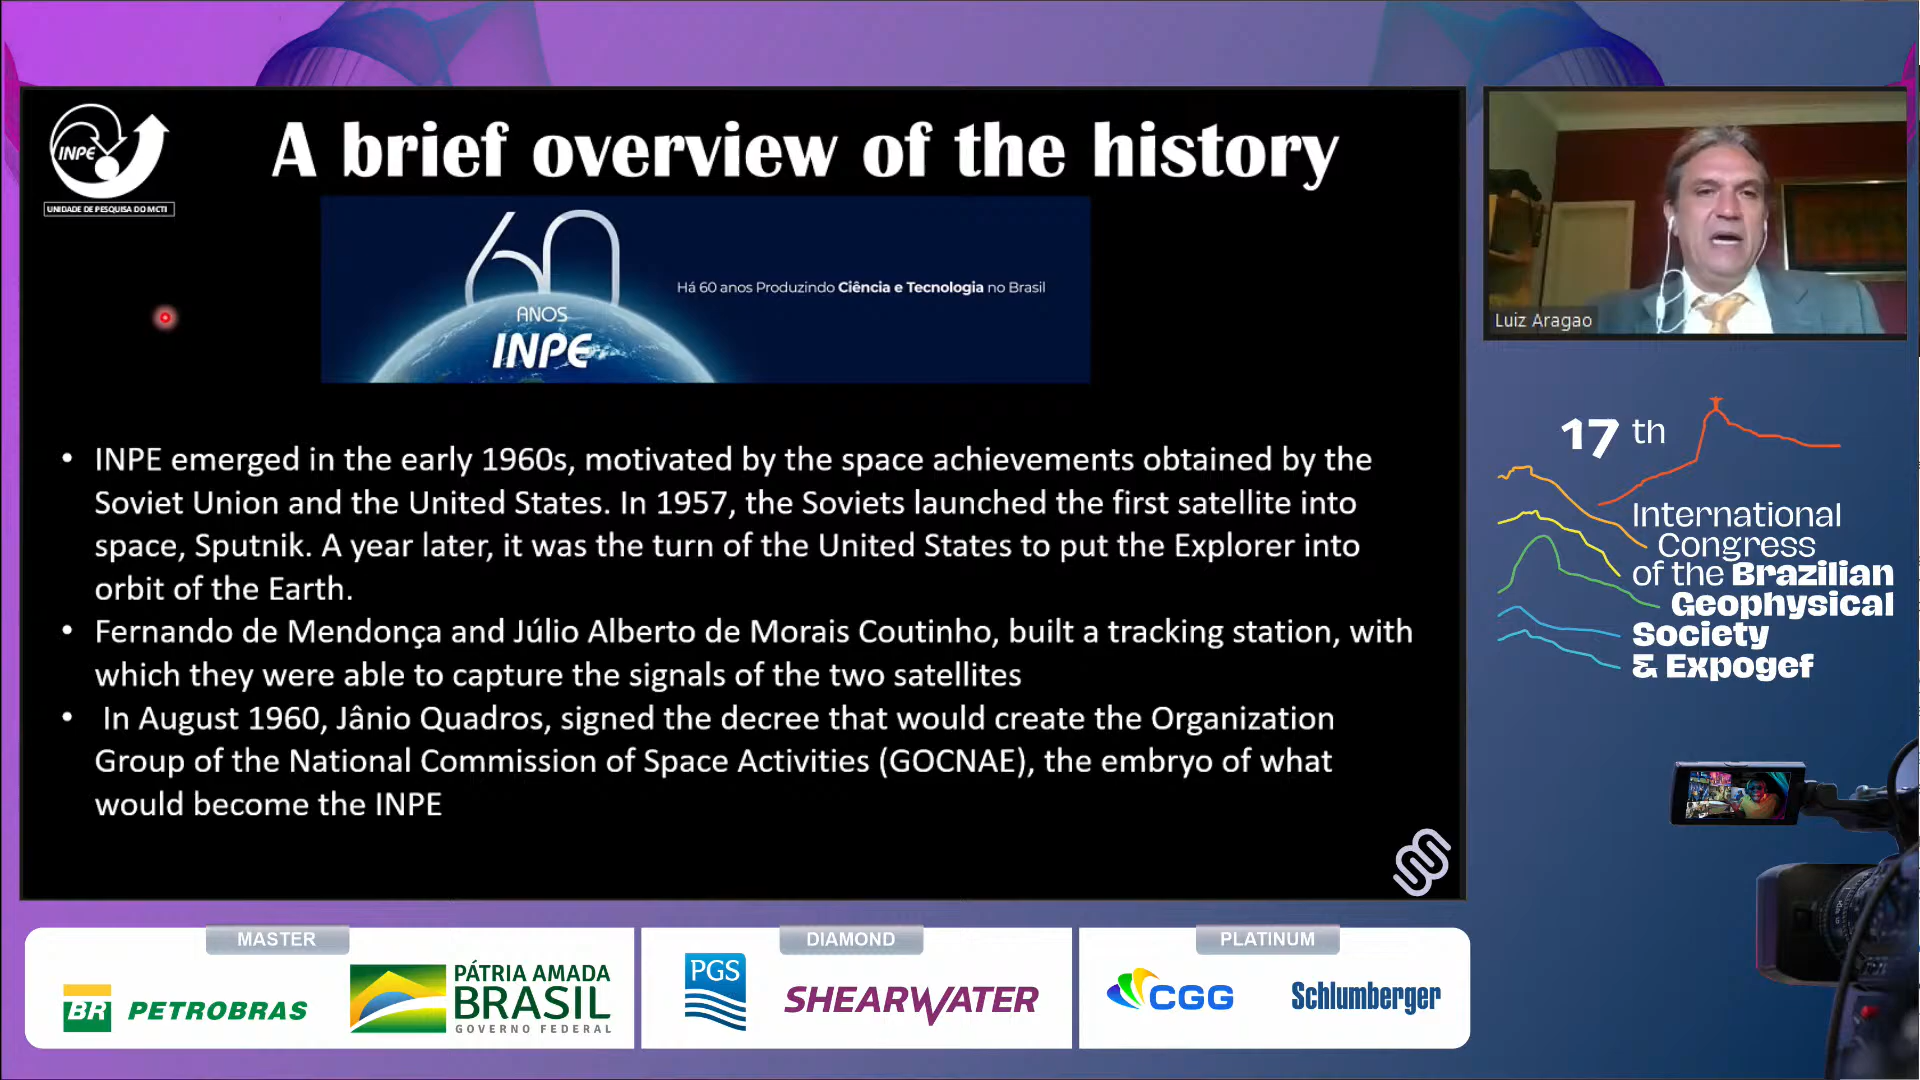 INPE
UNIDADE DE PESQUISA DO MCTI
A brief overview of the history
60
ANOS
INPE
Há 60 anos Produzindo Ciência e Tecnologia no Brasil
• INPE emerged in the early 1960s, motivated by the space achievements obtained by the
Soviet Union and the United States. In 1957, the Soviets launched the first satellite into
space, Sputnik. A year later, it was the turn of the United States to put the Explorer into
orbit of the Earth.
• Fernando de Mendonça and Júlio Alberto de Morais Coutinho, built a tracking station, with
which they were able to capture the signals of the two satellites
• In August 1960, Jânio Quadros, signed the decree that would create the Organization
Group of the National Commission of Space Activities (GOCNAE), the embryo of what
would become the INPE
Luiz Aragao
17 th
International
Congress
of the Brazilian
Geophysical
Society
& Expogef
MASTER
BR PETROBRAS
PÁTRIA AMADA
BRASIL
GOVERNO FEDERAL
DIAMOND
PGS
SHEARWATER
PLATINUM
CGG
Schlumberger